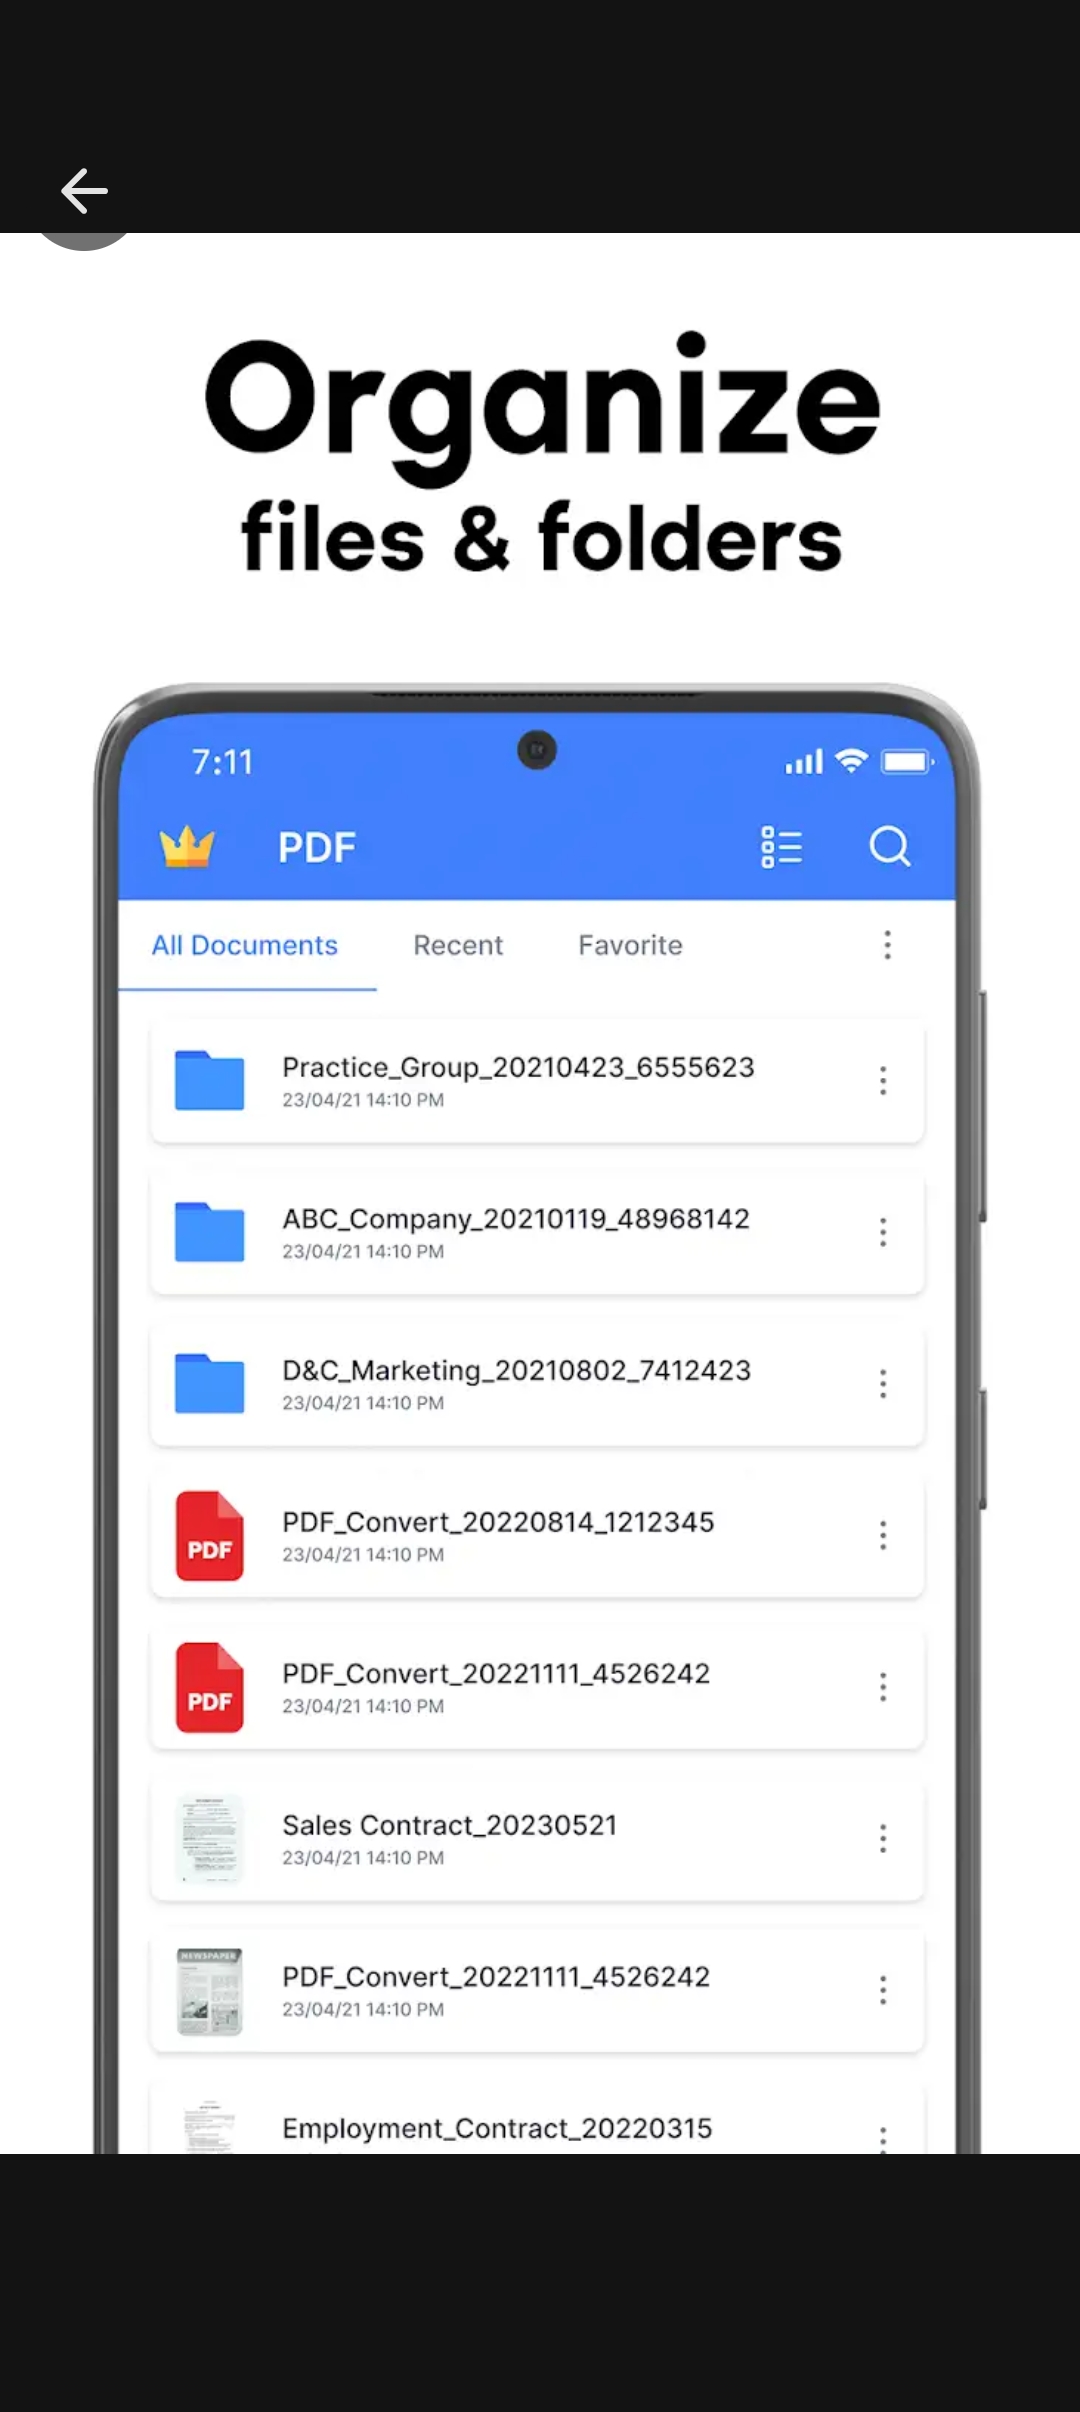 Organize
files & folders
7:11
PDF
All Documents
Recent
Favorite
Practice_Group_20210423_6555623
23/04/21 14:10 PM
ABC_Company_20210119_48968142
23/04/21 14:10 PM
D&C_Marketing_20210802_7412423
23/04/21 14:10 PM
PDF
PDF_Convert_20220814_1212345
23/04/21 14:10 PM
PDF
PDF_Convert_20221111_4526242
23/04/21 14:10 PM
Sales Contract_20230521
23/04/21 14:10 PM
NEWSPAPER
PDF_Convert_20221111_4526242
23/04/21 14:10 PM
Employment_Contract_20220315